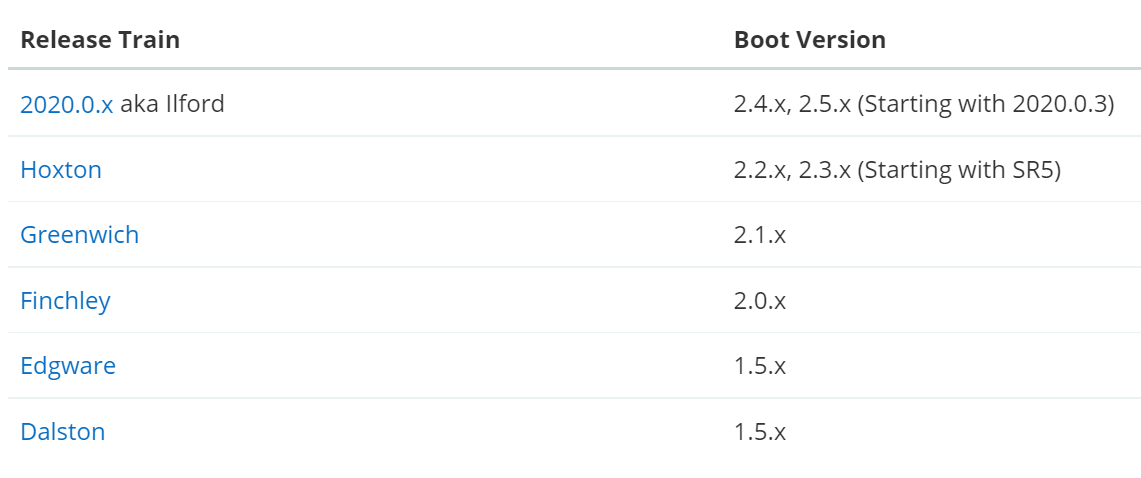 Release Train Boot Version
2020.0.x aka Ilford 2.4.x, 2.5.x (Starting with 2020.0.3)
Hoxton 2.2.x, 2.3.x (Starting with SR5)
Greenwich 2.1.x
Finchley 2.0.x
Edgware 1.5.x
Dalston 1.5.x